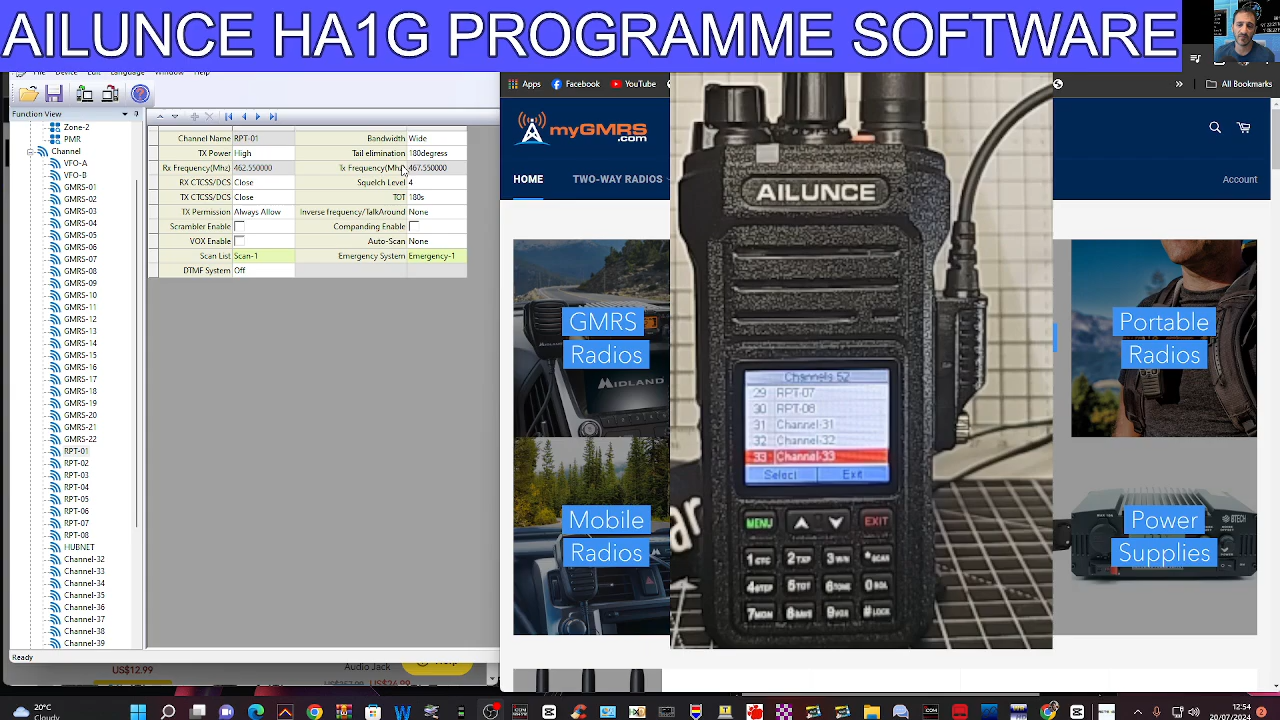 AILUNCE HA1G PROGRAMME SOFTWARE
File Device Edit Language Window Help
Function View
Zone-2
PMR
Channel
VFO-A
VFO-B
GMRS-01
GMRS-02
GMRS-03
GMRS-04
GMRS-05
GMRS-06
GMRS-07
GMRS-08
GMRS-09
GMRS-10
GMRS-11
GMRS-12
GMRS-13
GMRS-14
GMRS-15
GMRS-16
GMRS-17
GMRS-18
GMRS-19
GMRS-20
GMRS-21
GMRS-22
RPT-01
RPT-02
RPT-03
RPT-04
RPT-05
RPT-06
RPT-07
RPT-08
HUBNET
Channel-32
Channel-33
Channel-34
Channel-35
Channel-36
Channel-37
Channel-38
Channel-39
Ready
Channel Name RPT-01 Bandwidth Wide
TX Power High Tail elimination 180degress
Rx Frequency(Mhz) 462.550000 Tx Frequency(Mhz) 467.550000
RX CTCSS/DCS Close Squelch Level 4
TX CTCSS/DCS Close TOT 180s
TX Permission Always Allow Inverse frequency/TalkAround None
Scrambler Enable Companding Enable
VOX Enable Auto-Scan None
Scan List Scan-1 Emergency System Emergency-1
DTMF System Off
US$12.99
Audio Jack
Help
Apps Facebook YouTube
All Bookmarks
myGMRS
.com
HOME TWO-WAY RADIOS
Account
GMRS
Radios
MIDLAND
Portable
Radios
Mobile
Radios
Power
Supplies
BTECH
AILUNCE
Channels 52
29 RPT-07
30 RPT-08
31 Channel-31
32 Channel-32
33 Channel-33
Select Exit
MENU EXIT
20°C
Cloudly
12:54
20/07/2024